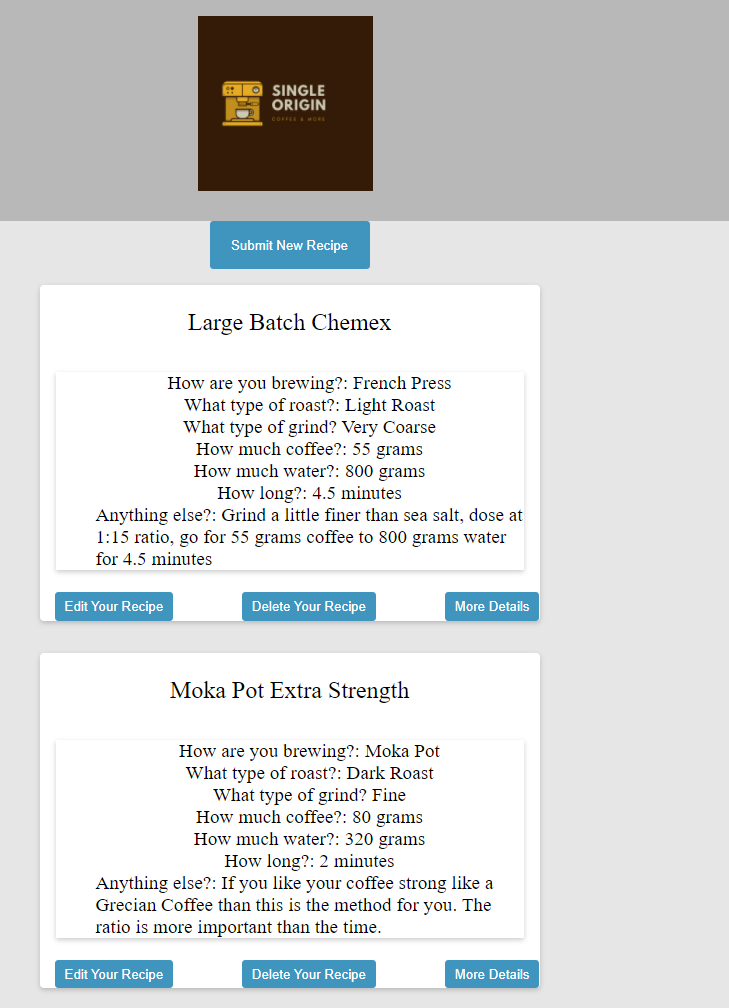 SINGLE
ORIGIN
COFFEE & MORE
Submit New Recipe
Large Batch Chemex
How are you brewing?: French Press
What type of roast?: Light Roast
What type of grind? Very Coarse
How much coffee?: 55 grams
How much water?: 800 grams
How long?: 4.5 minutes
Anything else?: Grind a little finer than sea salt, dose at
1:15 ratio, go for 55 grams coffee to 800 grams water
for 4.5 minutes
Edit Your Recipe Delete Your Recipe More Details
Moka Pot Extra Strength
How are you brewing?: Moka Pot
What type of roast?: Dark Roast
What type of grind? Fine
How much coffee?: 80 grams
How much water?: 320 grams
How long?: 2 minutes
Anything else?: If you like your coffee strong like a
Grecian Coffee than this is the method for you. The
ratio is more important than the time.
Edit Your Recipe Delete Your Recipe More Details